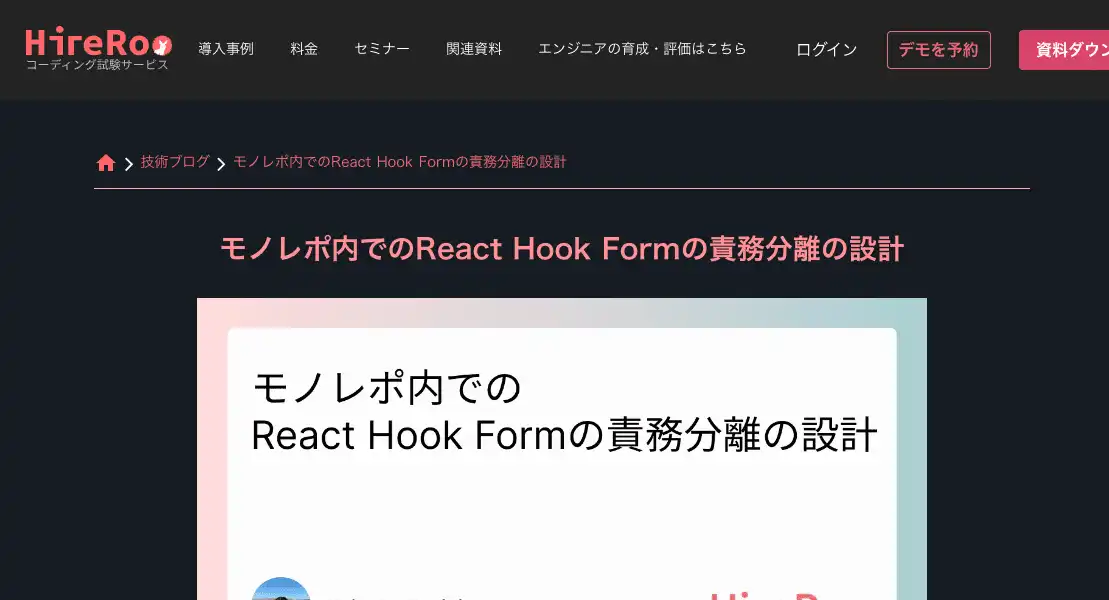 HireRoo
コーディング試験サービス
導入事例 料金 セミナー 関連資料 エンジニアの育成・評価はこちら ログイン デモを予約 資料ダウン
技術ブログ モノレポ内でのReact Hook Formの責務分離の設計
モノレポ内でのReact Hook Formの責務分離の設計
モノレポ内での
React Hook Formの責務分離の設計